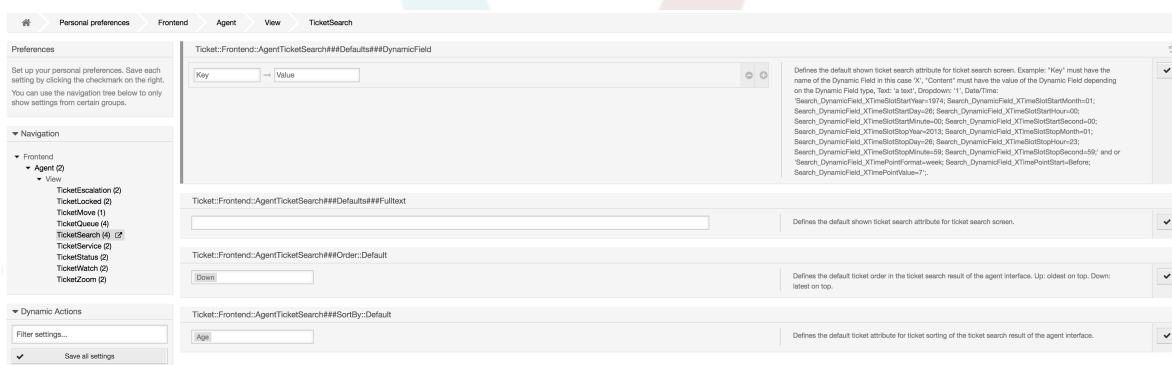 Personal preferences
Frontend
Agent
View
TicketSearch
Preferences
Set up your personal preferences. Save each
setting by clicking the checkmark on the right.
You can use the navigation tree below to only
show settings from certain groups.
Navigation
Frontend
Agent (2)
View
TicketEscalation (2)
TicketLocked (2)
TicketMove (1)
TicketQueue (4)
TicketSearch (4)
TicketService (2)
TicketStatus (2)
TicketWatch (2)
TicketZoom (2)
Dynamic Actions
Filter settings...
Save all settings
Ticket::Frontend::AgentTicketSearch###Defaults###DynamicField
Key → Value
Defines the default shown ticket search attribute for ticket search screen. Example: "Key" must have the
name of the Dynamic Field in this case 'X', "Content" must have the value of the Dynamic Field depending
on the Dynamic Field type, Text: 'a text', Dropdown: '1', Date/Time:
'Search_DynamicField_XTimeSlotStartYear=1974; Search_DynamicField_XTimeSlotStartMonth=01;
Search_DynamicField_XTimeSlotStartDay=26; Search_DynamicField_XTimeSlotStartHour=00;
Search_DynamicField_XTimeSlotStartMinute=00; Search_DynamicField_XTimeSlotStartSecond=00;
Search_DynamicField_XTimeSlotStopYear=2013; Search_DynamicField_XTimeSlotStopMonth=01;
Search_DynamicField_XTimeSlotStopDay=26; Search_DynamicField_XTimeSlotStopHour=23;
Search_DynamicField_XTimeSlotStopMinute=59; Search_DynamicField_XTimeSlotStopSecond=59;' and or
'Search_DynamicField_XTimePointFormat=week; Search_DynamicField_XTimePointStart=Before;
Search_DynamicField_XTimePointValue=7';.
Ticket::Frontend::AgentTicketSearch###Defaults###Fulltext
Defines the default shown ticket search attribute for ticket search screen.
Ticket::Frontend::AgentTicketSearch###Order::Default
Down
Defines the default ticket order in the ticket search result of the agent interface. Up: oldest on top. Down:
latest on top.
Ticket::Frontend::AgentTicketSearch###SortBy::Default
Age
Defines the default ticket attribute for ticket sorting of the ticket search result of the agent interface.